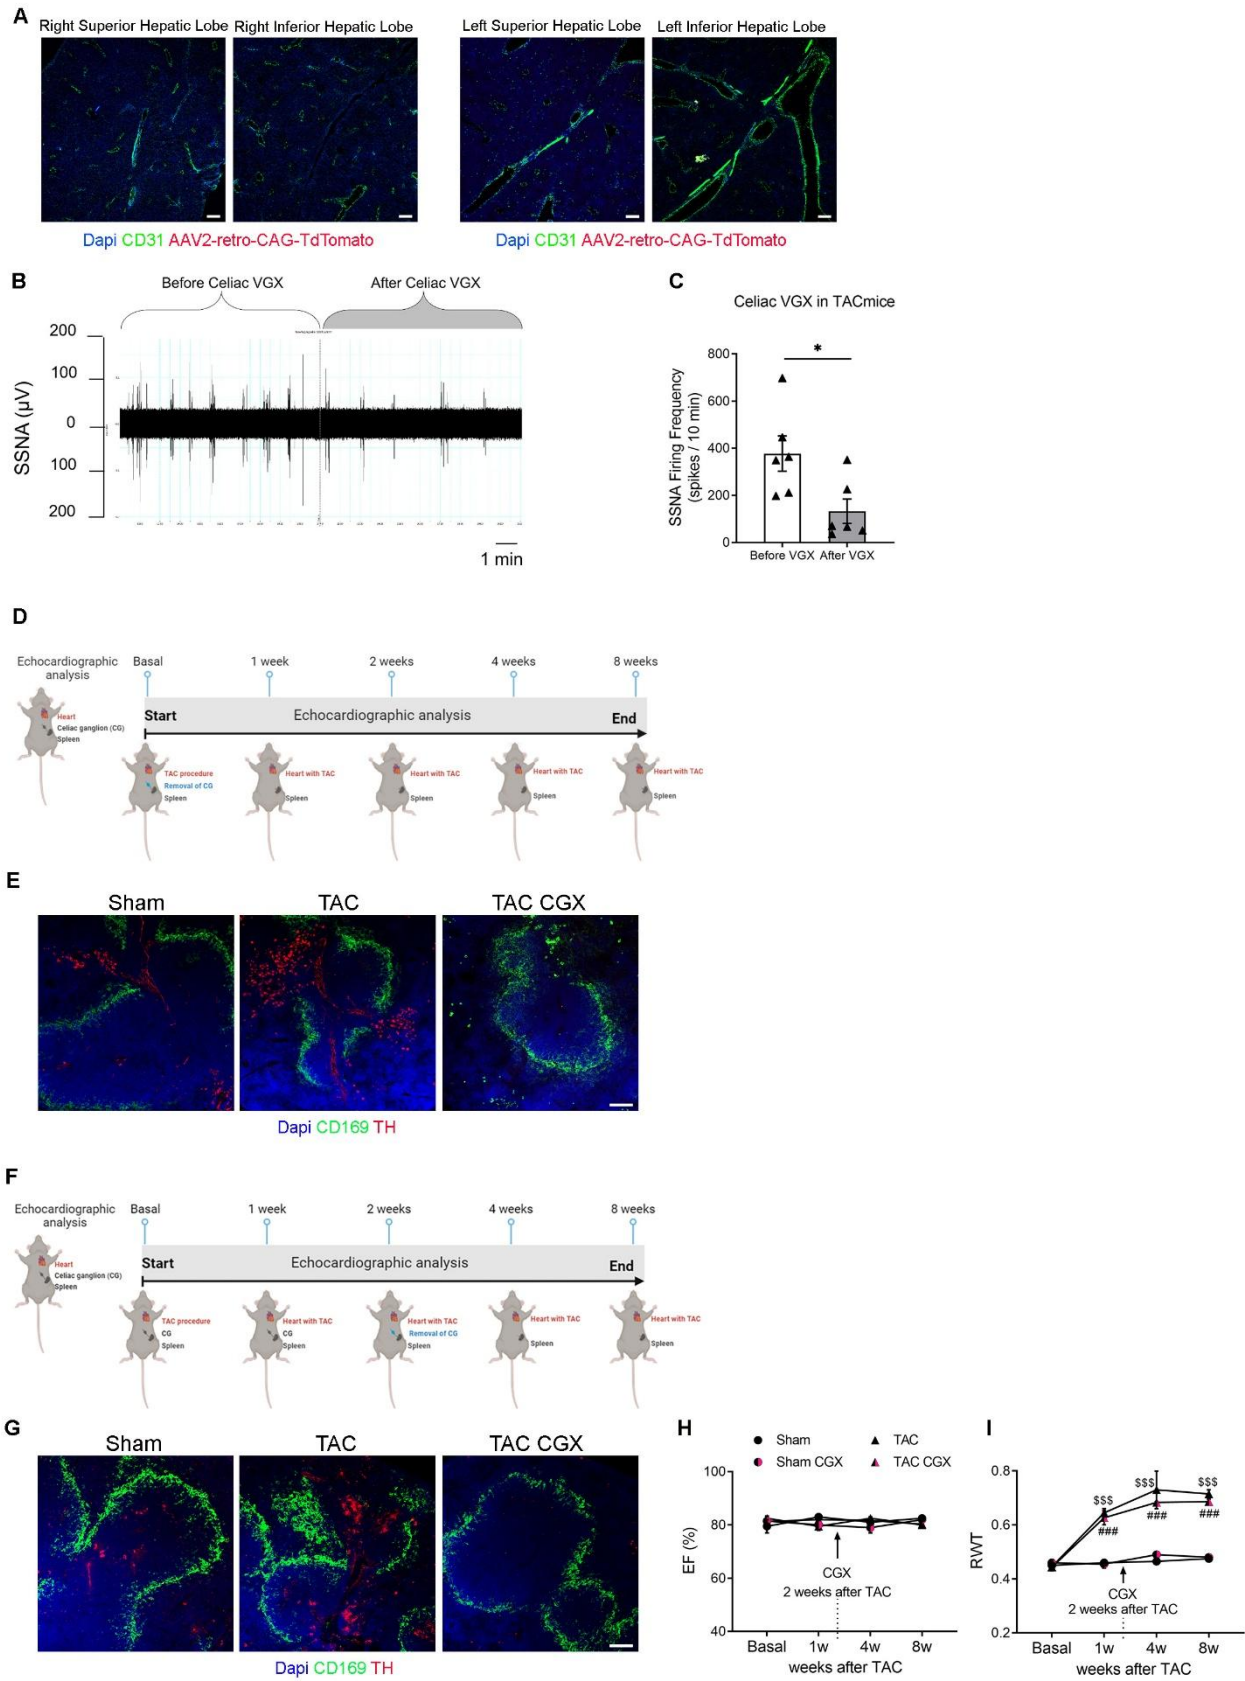 A
Right Superior Hepatic Lobe Right Inferior Hepatic Lobe
Left Superior Hepatic Lobe Left Inferior Hepatic Lobe
Dapi CD31 AAV2-retro-CAG-TdTomato
Dapi CD31 AAV2-retro-CAG-TdTomato
B
Before Celiac VGX
After Celiac VGX
SSNA (µV)
200
100
0
100
200
1 min
C
Celiac VGX in TACmice
SSNA Firing Frequency
(spikes / 10 min)
800
600
400
200
0
*
Before VGX After VGX
D
Echocardiographic
analysis
Basal
1 week
2 weeks
4 weeks
8 weeks
Start
Echocardiographic analysis
End
Heart
Celiac ganglion (CG)
Spleen
TAC procedure
Removal of CG
Spleen
Heart with TAC
Spleen
Heart with TAC
Spleen
Heart with TAC
Spleen
Heart with TAC
Spleen
E
Sham
TAC
TAC CGX
Dapi CD169 TH
F
Echocardiographic
analysis
Basal
1 week
2 weeks
4 weeks
8 weeks
Start
Echocardiographic analysis
End
Heart
Celiac ganglion (CG)
Spleen
TAC procedure
CG
Spleen
Heart with TAC
CG
Spleen
Heart with TAC
Removal of CG
Spleen
Heart with TAC
Spleen
Heart with TAC
Spleen
G
Sham
TAC
TAC CGX
Dapi CD169 TH
H
Sham
TAC
Sham CGX
TAC CGX
EF (%)
100
80
60
40
CGX
2 weeks after TAC
Basal 1w 4w 8w
weeks after TAC
I
RWT
0.8
0.6
0.4
0.2
$$$ $$$ $$$
### ### ###
CGX
2 weeks after TAC
Basal 1w 4w 8w
weeks after TAC